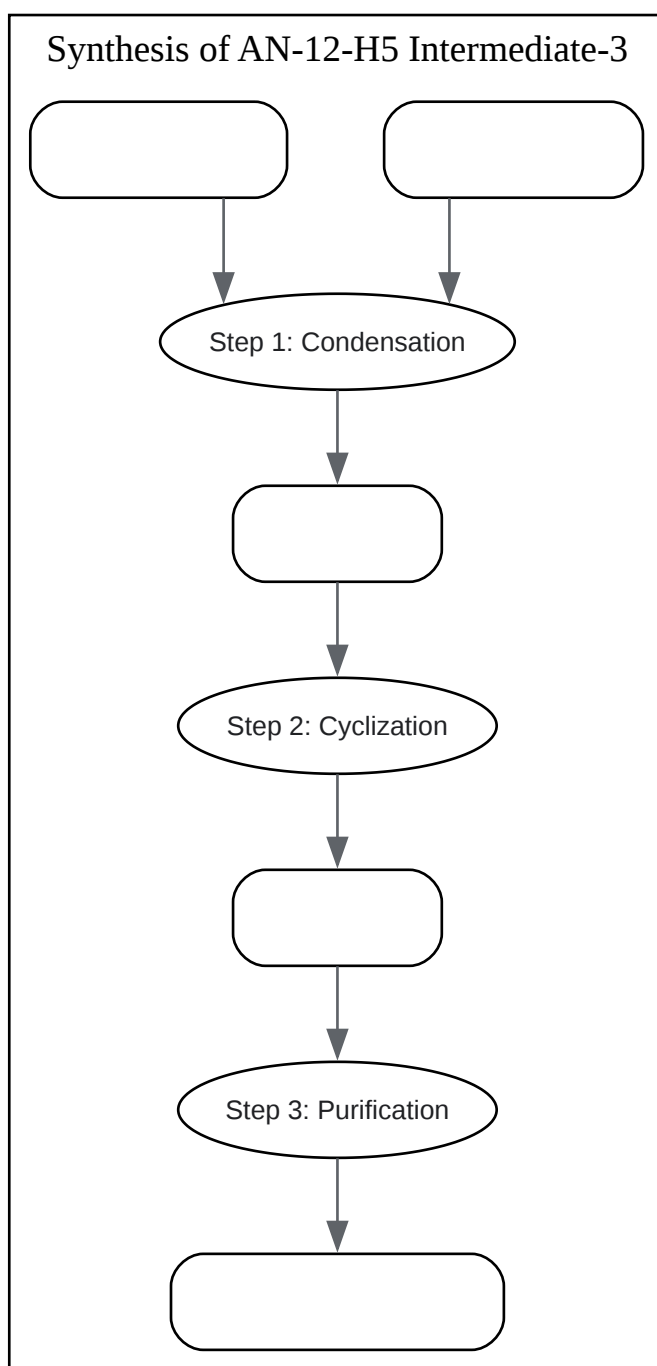 Synthesis of AN-12-H5 Intermediate-3
Step 1: Condensation
Step 2: Cyclization
Step 3: Purification